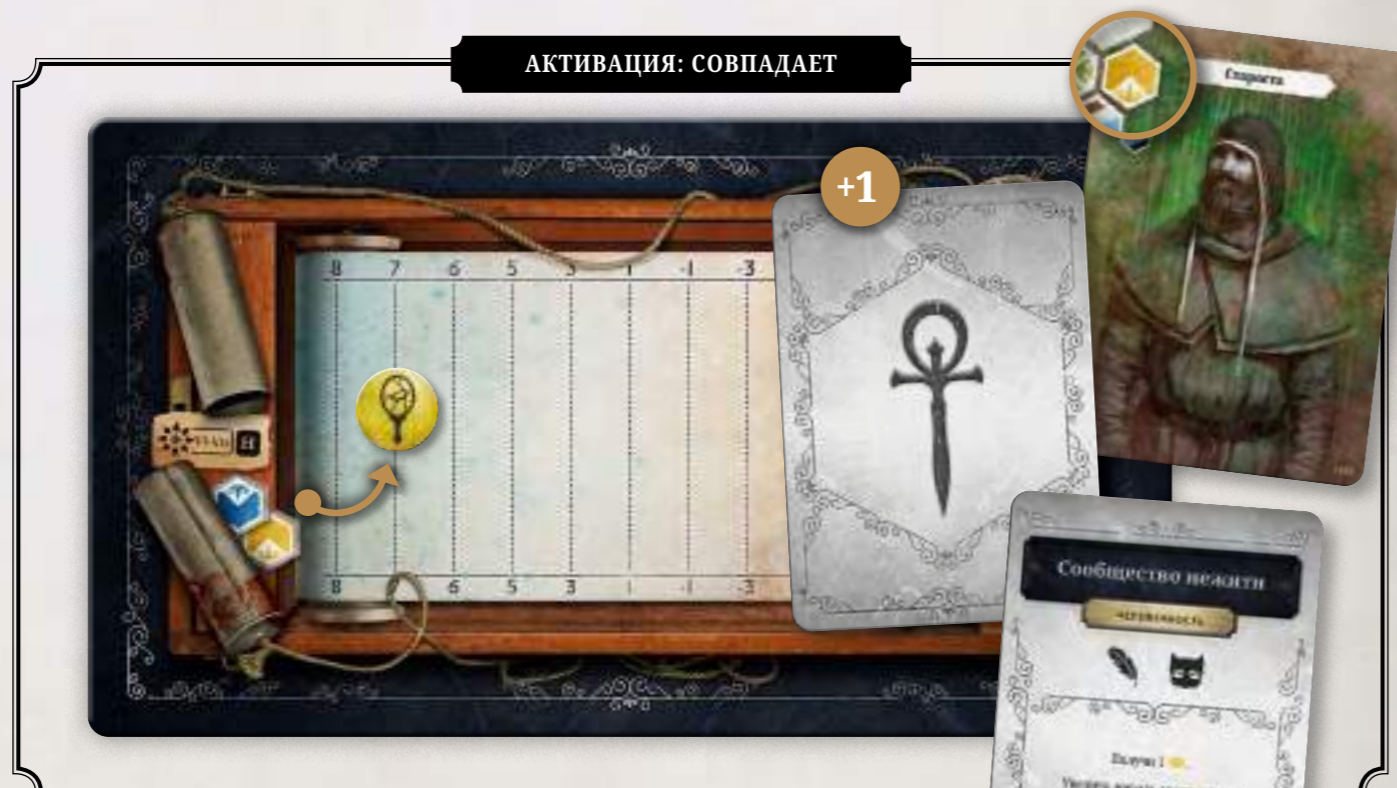 АКТИВАЦИЯ: СОВПАДАЕТ
Староста
+1
8 7 6 5 3 1 -1 -3
8 6 5 3 1 -1 -3
Сообщество нежити
Получи 1